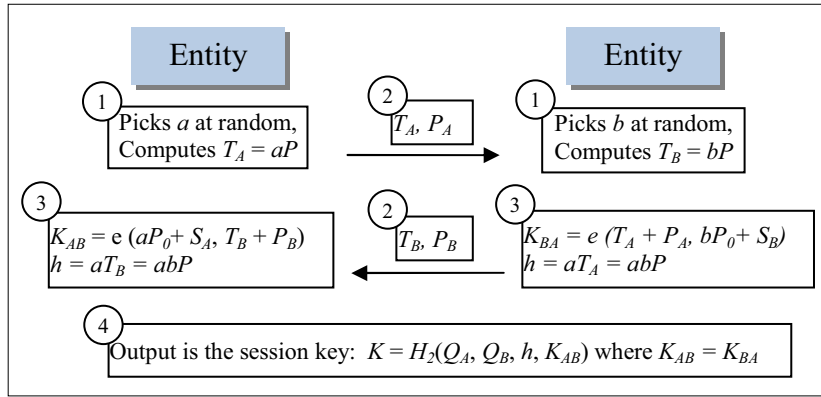 Entity
Entity
1
Picks a at random,
Computes T_A = aP
2
T_A, P_A
1
Picks b at random,
Computes T_B = bP
3
K_AB = e (aP_0+ S_A, T_B + P_B)
h = aT_B = abP
2
T_B, P_B
3
K_BA = e (T_A + P_A, bP_0+ S_B)
h = aT_A = abP
4
Output is the session key: K = H_2(Q_A, Q_B, h, K_AB) where K_AB = K_BA